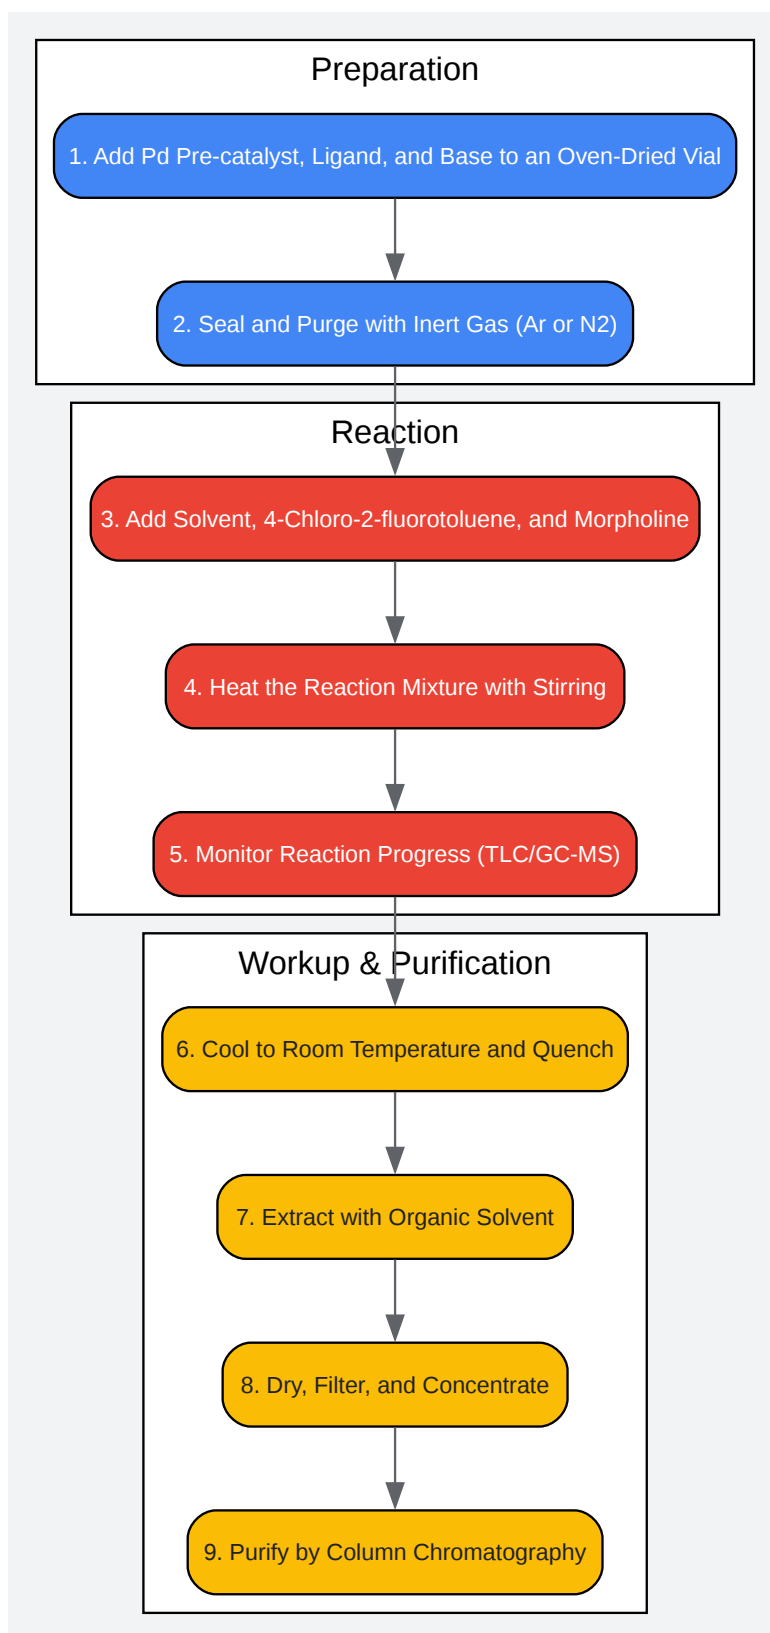 Preparation
1. Add Pd Pre-catalyst, Ligand, and Base to an Oven-Dried Vial
2. Seal and Purge with Inert Gas (Ar or N2)
Reaction
3. Add Solvent, 4-Chloro-2-fluorotoluene, and Morpholine
4. Heat the Reaction Mixture with Stirring
5. Monitor Reaction Progress (TLC/GC-MS)
Workup & Purification
6. Cool to Room Temperature and Quench
7. Extract with Organic Solvent
8. Dry, Filter, and Concentrate
9. Purify by Column Chromatography